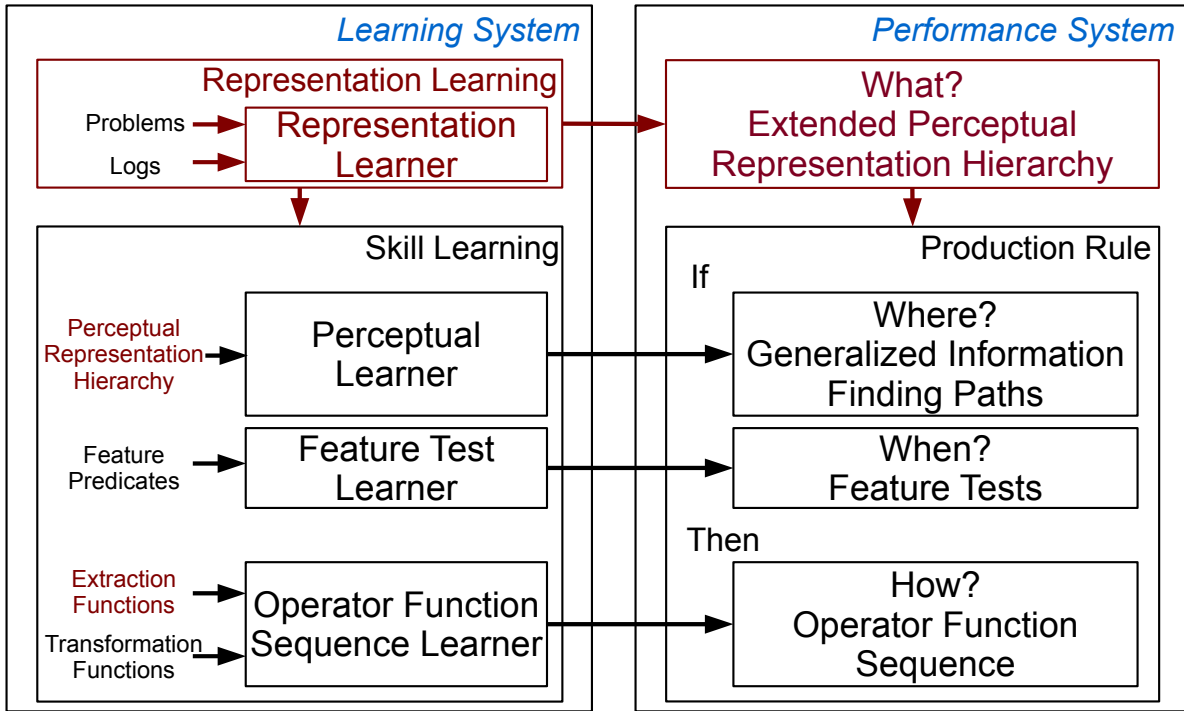 Learning System
Representation Learning
Problems
Logs
Representation
Learner
Skill Learning
Perceptual
Representation
Hierarchy
Perceptual
Learner
Feature
Predicates
Feature Test
Learner
Extraction
Functions
Transformation
Functions
Operator Function
Sequence Learner
Performance System
What?
Extended Perceptual
Representation Hierarchy
Production Rule
If
Where?
Generalized Information
Finding Paths
When?
Feature Tests
Then
How?
Operator Function
Sequence